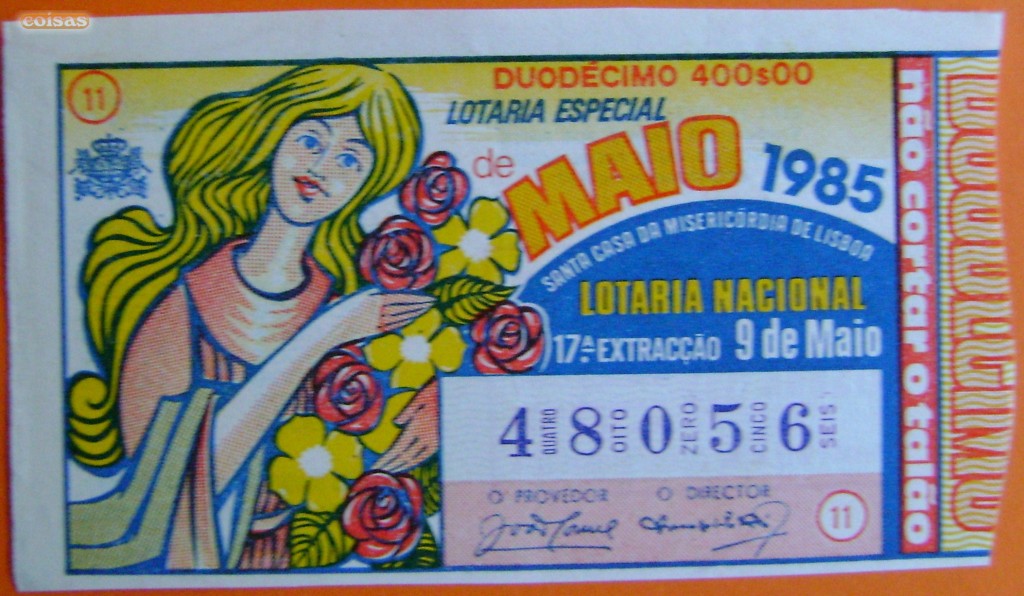 coisas
11
DUODÉCIMO 400$00
LOTARIA ESPECIAL
de MAIO 1985
SANTA CASA DA MISERICÓRDIA DE LISBOA
LOTARIA NACIONAL
17.ª EXTRACÇÃO 9 de Maio
4 QUATRO 8 OITO 0 ZERO 5 CINCO 6 SEIS
O PROVEDOR O DIRECTOR
11
não cortar o talão